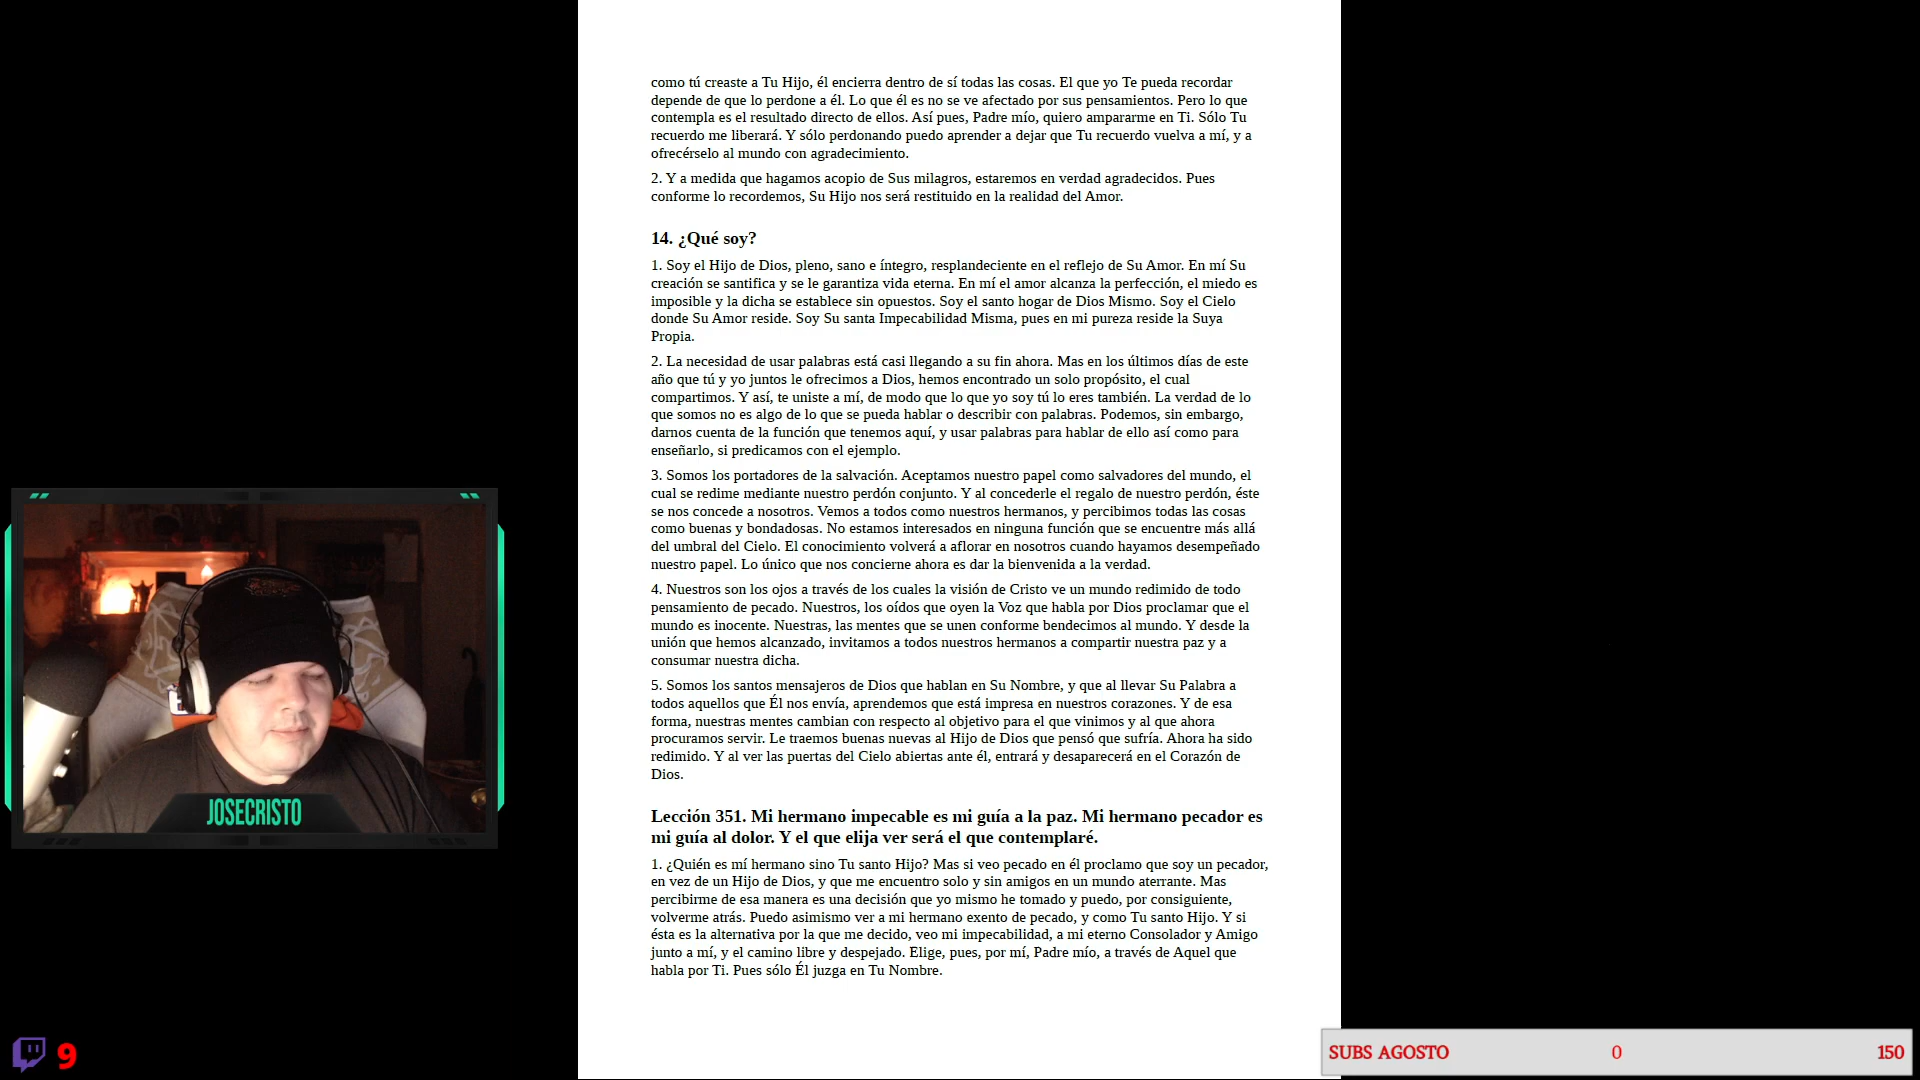 como tú creaste a Tu Hijo, él encierra dentro de sí todas las cosas. El que yo Te pueda recordar
depende de que lo perdone a él. Lo que él es no se ve afectado por sus pensamientos. Pero lo que
contempla es el resultado directo de ellos. Así pues, Padre mío, quiero ampararme en Ti. Sólo Tu
recuerdo me liberará. Y sólo perdonando puedo aprender a dejar que Tu recuerdo vuelva a mí, y a
ofrecérselo al mundo con agradecimiento.
2. Y a medida que hagamos acopio de Sus milagros, estaremos en verdad agradecidos. Pues
conforme lo recordemos, Su Hijo nos será restituido en la realidad del Amor.
14. ¿Qué soy?
1. Soy el Hijo de Dios, pleno, sano e íntegro, resplandeciente en el reflejo de Su Amor. En mí Su
creación se santifica y se le garantiza vida eterna. En mí el amor alcanza la perfección, el miedo es
imposible y la dicha se establece sin opuestos. Soy el santo hogar de Dios Mismo. Soy el Cielo
donde Su Amor reside. Soy Su santa Impecabilidad Misma, pues en mi pureza reside la Suya
Propia.
2. La necesidad de usar palabras está casi llegando a su fin ahora. Mas en los últimos días de este
año que tú y yo juntos le ofrecimos a Dios, hemos encontrado un solo propósito, el cual
compartimos. Y así, te uniste a mí, de modo que lo que yo soy tú lo eres también. La verdad de lo
que somos no es algo de lo que se pueda hablar o describir con palabras. Podemos, sin embargo,
darnos cuenta de la función que tenemos aquí, y usar palabras para hablar de ello así como para
enseñarlo, si predicamos con el ejemplo.
3. Somos los portadores de la salvación. Aceptamos nuestro papel como salvadores del mundo, el
cual se redime mediante nuestro perdón conjunto. Y al concederle el regalo de nuestro perdón, éste
se nos concede a nosotros. Vemos a todos como nuestros hermanos, y percibimos todas las cosas
como buenas y bondadosas. No estamos interesados en ninguna función que se encuentre más allá
del umbral del Cielo. El conocimiento volverá a aflorar en nosotros cuando hayamos desempeñado
nuestro papel. Lo único que nos concierne ahora es dar la bienvenida a la verdad.
4. Nuestros son los ojos a través de los cuales la visión de Cristo ve un mundo redimido de todo
pensamiento de pecado. Nuestros, los oídos que oyen la Voz que habla por Dios proclamar que el
mundo es inocente. Nuestras, las mentes que se unen conforme bendecimos al mundo. Y desde la
unión que hemos alcanzado, invitamos a todos nuestros hermanos a compartir nuestra paz y a
consumar nuestra dicha.
5. Somos los santos mensajeros de Dios que hablan en Su Nombre, y que al llevar Su Palabra a
todos aquellos que Él nos envía, aprendemos que está impresa en nuestros corazones. Y de esa
forma, nuestras mentes cambian con respecto al objetivo para el que vinimos y al que ahora
procuramos servir. Le traemos buenas nuevas al Hijo de Dios que pensó que sufría. Ahora ha sido
redimido. Y al ver las puertas del Cielo abiertas ante él, entrará y desaparecerá en el Corazón de
Dios.
Lección 351. Mi hermano impecable es mi guía a la paz. Mi hermano pecador es
mi guía al dolor. Y el que elija ver será el que contemplaré.
1. ¿Quién es mí hermano sino Tu santo Hijo? Mas si veo pecado en él proclamo que soy un pecador,
en vez de un Hijo de Dios, y que me encuentro solo y sin amigos en un mundo aterrante. Mas
percibirme de esa manera es una decisión que yo mismo he tomado y puedo, por consiguiente,
volverme atrás. Puedo asimismo ver a mi hermano exento de pecado, y como Tu santo Hijo. Y si
ésta es la alternativa por la que me decido, veo mi impecabilidad, a mi eterno Consolador y Amigo
junto a mí, y el camino libre y despejado. Elige, pues, por mí, Padre mío, a través de Aquel que
habla por Ti. Pues sólo Él juzga en Tu Nombre.
JOSECRISTO
9
SUBS AGOSTO 0 150